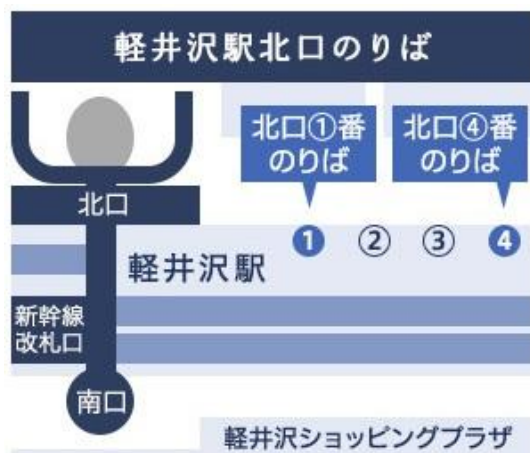 軽井沢駅北口のりば
北口①番
のりば
北口④番
のりば
北口
❶ ② ③ ❹
軽井沢駅
新幹線
改札口
南口
軽井沢ショッピングプラザ